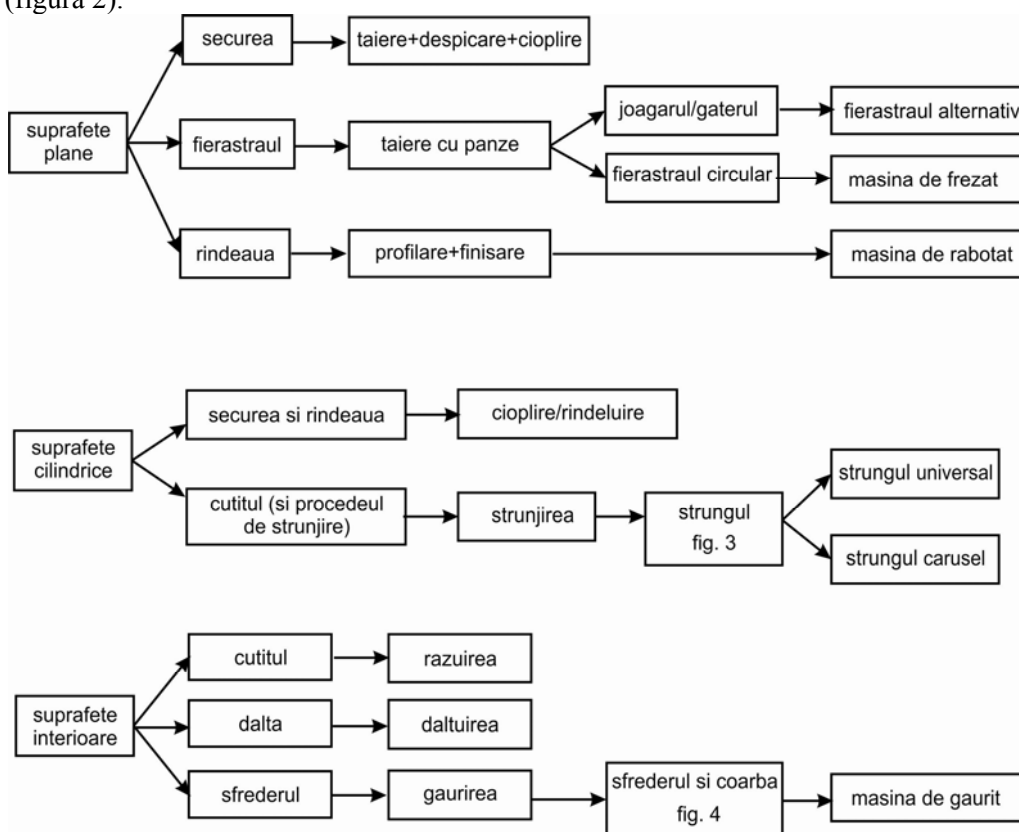 (figura 2).
securea
taiere+despicare+cioplire
suprafete
plane
fierastraul
taiere cu panze
joagarul/gaterul
fierastraul alternativ
fierastraul circular
masina de frezat
rindeaua
profilare+finisare
masina de rabotat
suprafete
cilindrice
securea si rindeaua
cioplire/rindeluire
cutitul (si procedeul
de strunjire)
strunjirea
strungul
fig. 3
strungul universal
strungul carusel
suprafete
interioare
cutitul
razuirea
dalta
daltuirea
sfrederul
gaurirea
sfrederul si coarba
fig. 4
masina de gaurit